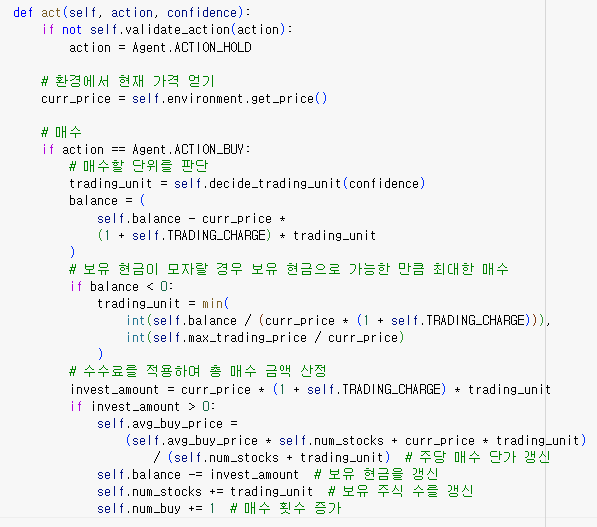 def act(self, action, confidence):
    if not self.validate_action(action):
        action = Agent.ACTION_HOLD

    # 환경에서 현재 가격 얻기
    curr_price = self.environment.get_price()

    # 매수
    if action == Agent.ACTION_BUY:
        # 매수할 단위를 판단
        trading_unit = self.decide_trading_unit(confidence)
        balance = (
            self.balance - curr_price *
            (1 + self.TRADING_CHARGE) * trading_unit
        )
        # 보유 현금이 모자랄 경우 보유 현금으로 가능한 만큼 최대한 매수
        if balance < 0:
            trading_unit = min(
                int(self.balance / (curr_price * (1 + self.TRADING_CHARGE))),
                int(self.max_trading_price / curr_price)
            )
        # 수수료를 적용하여 총 매수 금액 산정
        invest_amount = curr_price * (1 + self.TRADING_CHARGE) * trading_unit
        if invest_amount > 0:
            self.avg_buy_price =
                (self.avg_buy_price * self.num_stocks + curr_price * trading_unit)
                    / (self.num_stocks + trading_unit)  # 주당 매수 단가 갱신
            self.balance -= invest_amount  # 보유 현금을 갱신
            self.num_stocks += trading_unit  # 보유 주식 수를 갱신
            self.num_buy += 1  # 매수 횟수 증가